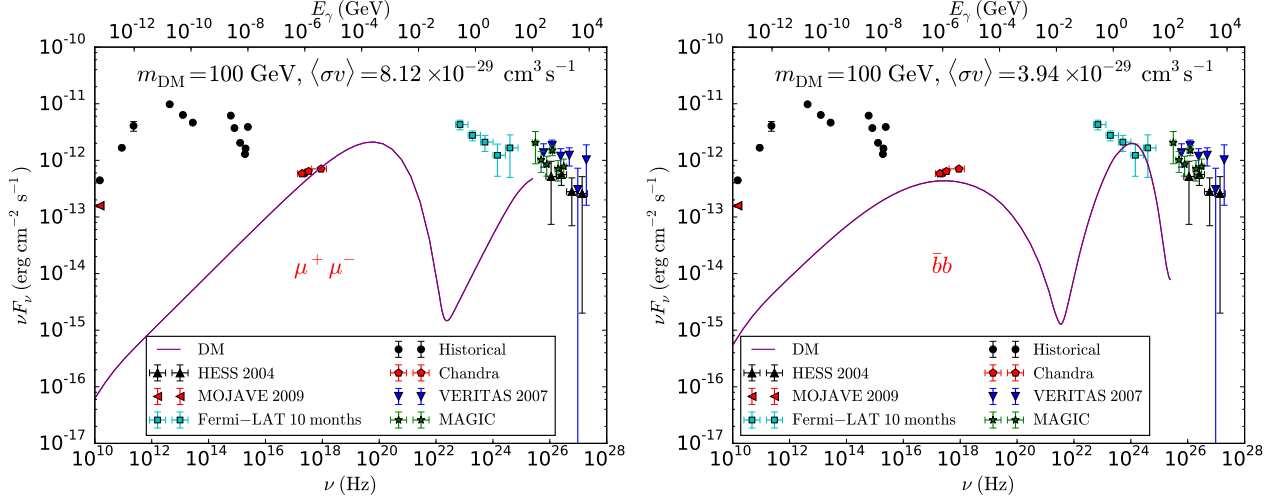 E_γ (GeV)
10^{-12} 10^{-10} 10^{-8} 10^{-6} 10^{-4} 10^{-2} 10^{0} 10^{2} 10^{4}
10^{-10}
10^{-11}
10^{-12}
10^{-13}
10^{-14}
10^{-15}
10^{-16}
10^{-17}
νF_ν (erg cm^{−2} s^{−1})
m_{DM} = 100 GeV, ⟨σv⟩ = 8.12 ×10^{−29} cm^3 s^{−1}
μ^+ μ^−
DM
HESS 2004
MOJAVE 2009
Fermi−LAT 10 months
Historical
Chandra
VERITAS 2007
MAGIC
10^{10} 10^{12} 10^{14} 10^{16} 10^{18} 10^{20} 10^{22} 10^{24} 10^{26} 10^{28}
ν (Hz)
E_γ (GeV)
10^{-12} 10^{-10} 10^{-8} 10^{-6} 10^{-4} 10^{-2} 10^{0} 10^{2} 10^{4}
10^{-10}
10^{-11}
10^{-12}
10^{-13}
10^{-14}
10^{-15}
10^{-16}
10^{-17}
νF_ν (erg cm^{−2} s^{−1})
m_{DM} = 100 GeV, ⟨σv⟩ = 3.94 ×10^{−29} cm^3 s^{−1}
b̄b
DM
HESS 2004
MOJAVE 2009
Fermi−LAT 10 months
Historical
Chandra
VERITAS 2007
MAGIC
10^{10} 10^{12} 10^{14} 10^{16} 10^{18} 10^{20} 10^{22} 10^{24} 10^{26} 10^{28}
ν (Hz)